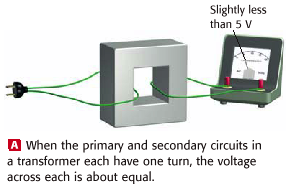 Slightly less
than 5 V
A When the primary and secondary circuits in
a transformer each have one turn, the voltage
across each is about equal.